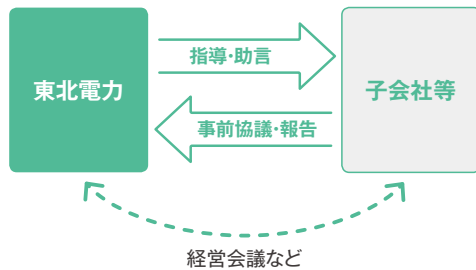 指導・助言
東北電力
子会社等
事前協議・報告
経営会議など